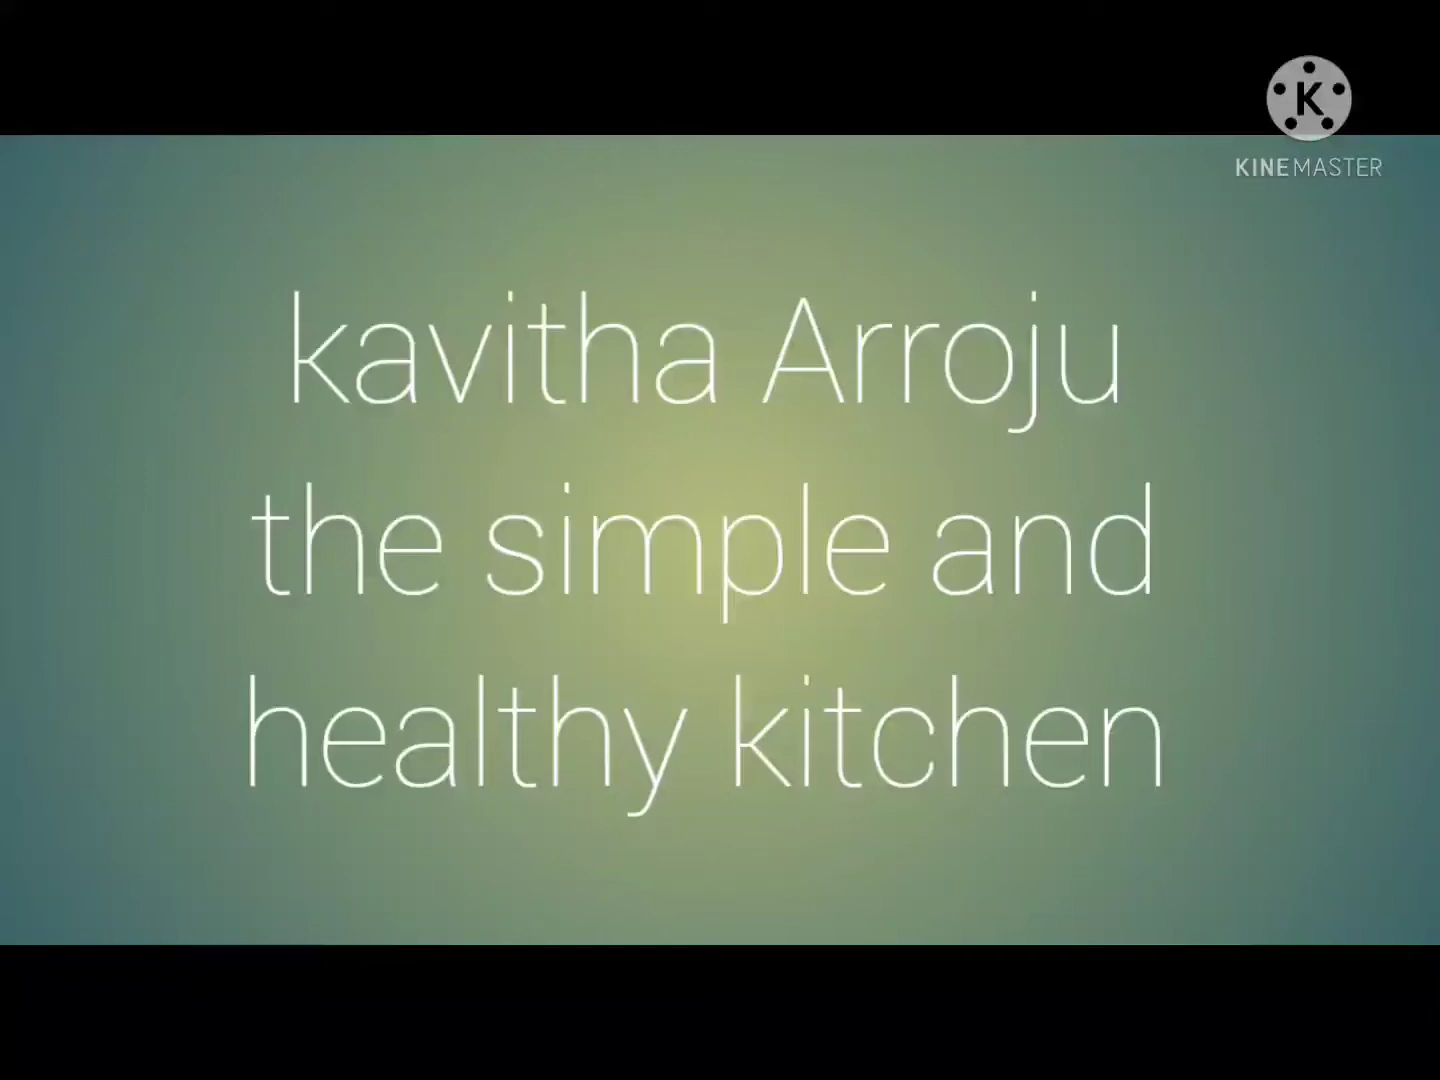 K
KINEMASTER
kavitha Arroju
the simple and
healthy kitchen